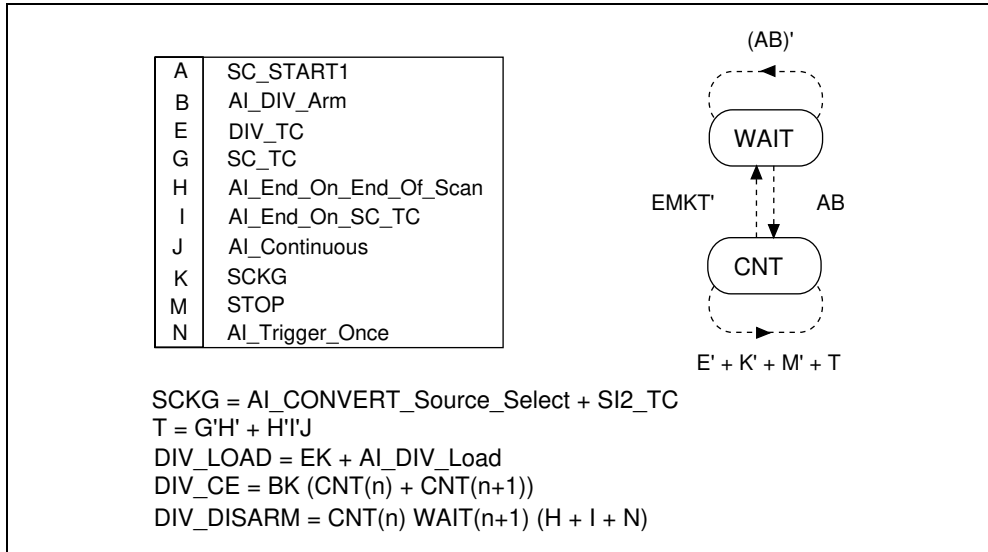 A SC_START1
B AI_DIV_Arm
E DIV_TC
G SC_TC
H AI_End_On_End_Of_Scan
I AI_End_On_SC_TC
J AI_Continuous
K SCKG
M STOP
N AI_Trigger_Once
(AB)'
WAIT
EMKT' AB
CNT
E' + K' + M' + T
SCKG = AI_CONVERT_Source_Select + SI2_TC
T = G'H' + H'I'J
DIV_LOAD = EK + AI_DIV_Load
DIV_CE = BK (CNT(n) + CNT(n+1))
DIV_DISARM = CNT(n) WAIT(n+1) (H + I + N)